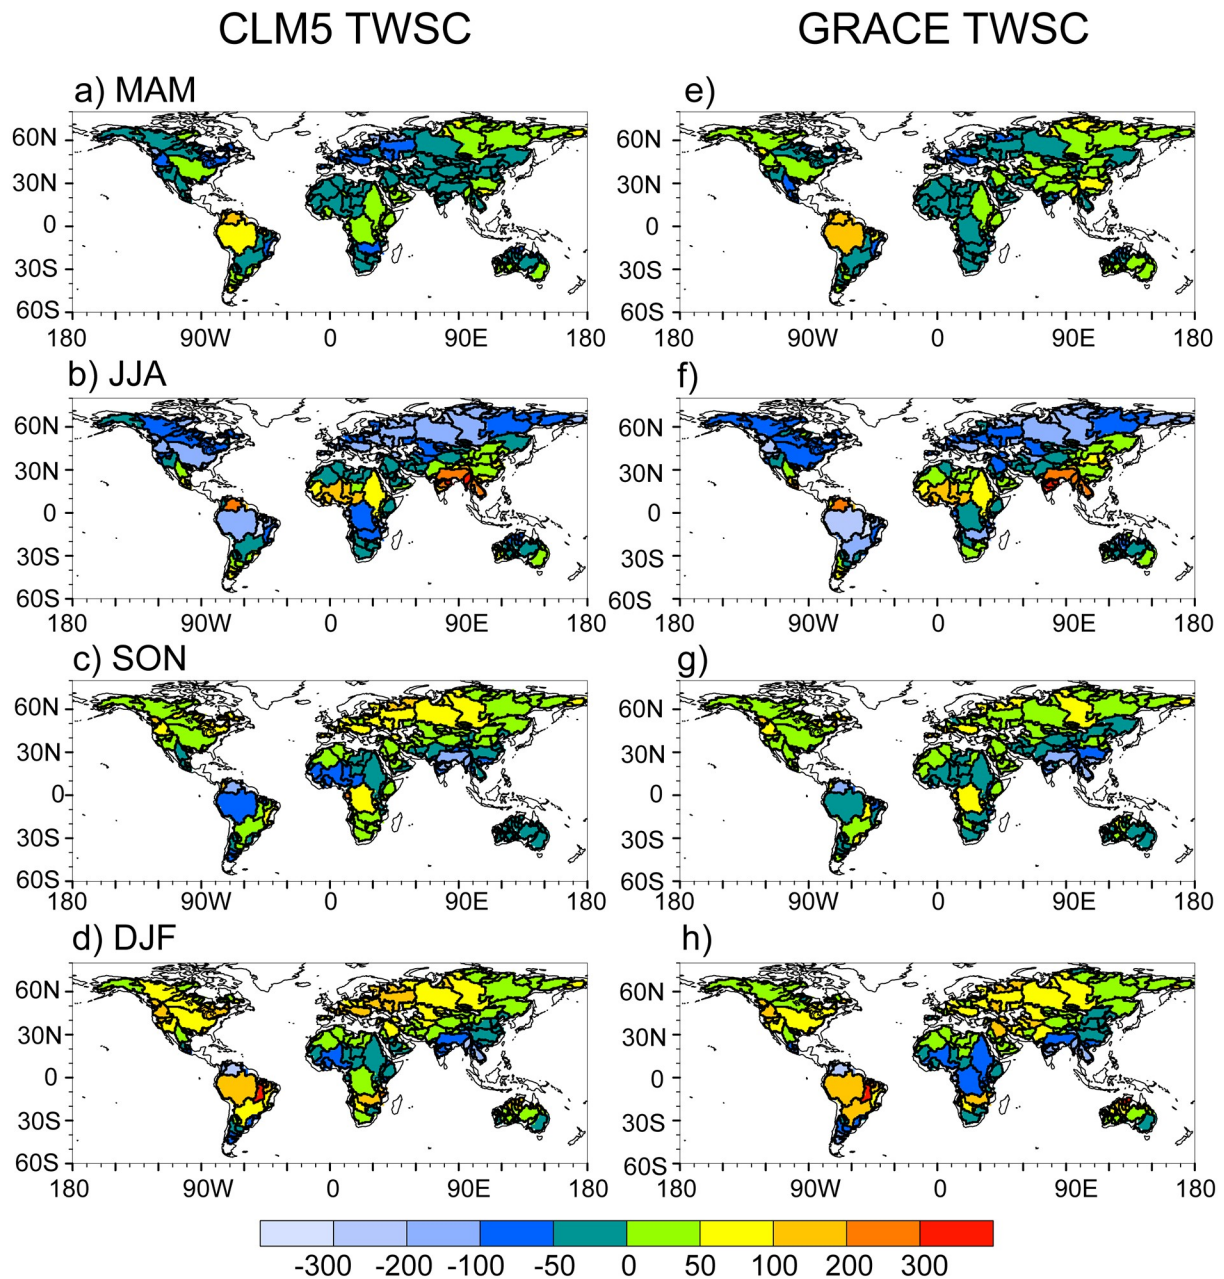 CLM5 TWSC GRACE TWSC
a) MAM e)
60N 60N
30N 30N
0 0
30S 30S
60S 60S
180 90W 0 90E 180 180 90W 0 90E 180
b) JJA f)
60N 60N
30N 30N
0 0
30S 30S
60S 60S
180 90W 0 90E 180 180 90W 0 90E 180
c) SON g)
60N 60N
30N 30N
0 0
30S 30S
60S 60S
180 90W 0 90E 180 180 90W 0 90E 180
d) DJF h)
60N 60N
30N 30N
0 0
30S 30S
60S 60S
180 90W 0 90E 180 180 90W 0 90E 180
-300 -200 -100 -50 0 50 100 200 300